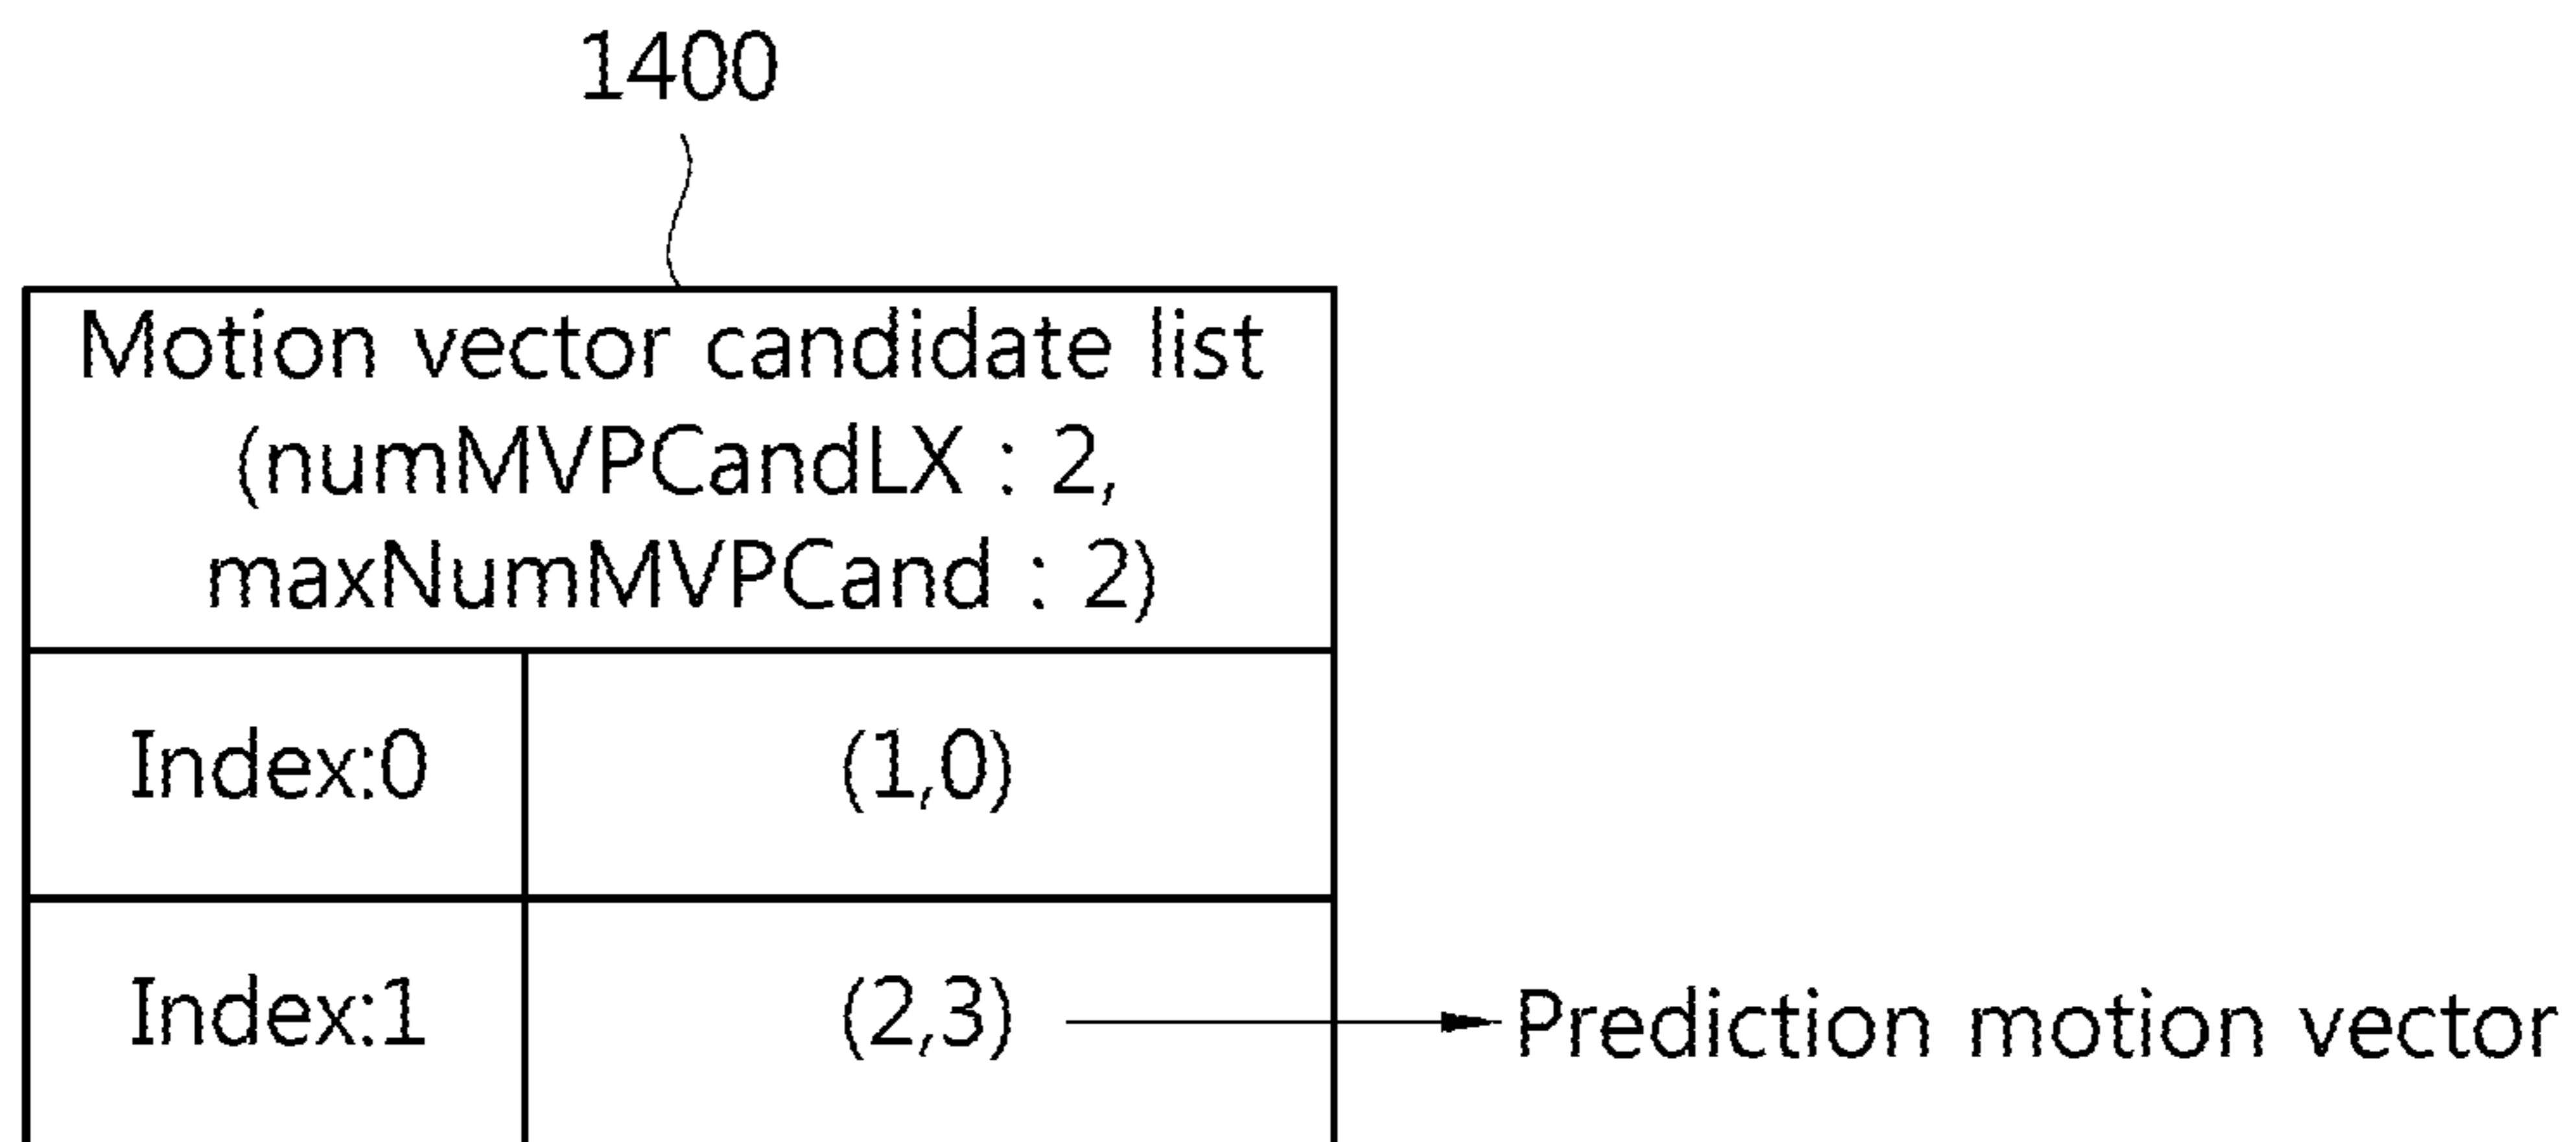 1400
Motion vector candidate list
(numMVPCandLX : 2,
maxNumMVPCand : 2)
Index:0 (1,0)
Index:1 (2,3) Prediction motion vector